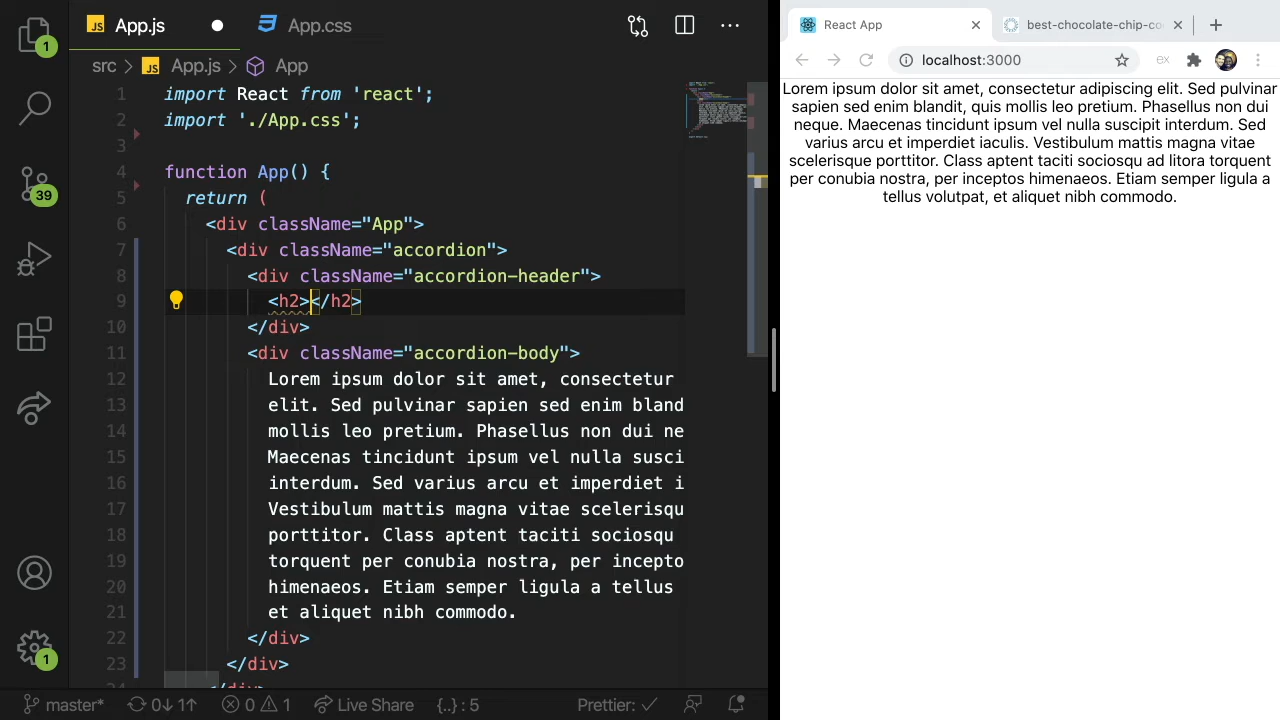 App.js
App.css
src > App.js > App
1 import React from 'react';
2 import './App.css';
3
4 function App() {
5 return (
6 <div className="App">
7 <div className="accordion">
8 <div className="accordion-header">
9 <h2></h2>
10 </div>
11 <div className="accordion-body">
12 Lorem ipsum dolor sit amet, consectetur
13 elit. Sed pulvinar sapien sed enim bland
14 mollis leo pretium. Phasellus non dui ne
15 Maecenas tincidunt ipsum vel nulla susci
16 interdum. Sed varius arcu et imperdiet i
17 Vestibulum mattis magna vitae scelerisqu
18 porttitor. Class aptent taciti sociosqu
19 torquent per conubia nostra, per incepto
20 himenaeos. Etiam semper ligula a tellus
21 et aliquet nibh commodo.
22 </div>
23 </div>
24 </div>
1
39
1
master* 0↓ 1↑ 0 1 Live Share {..} : 5 Prettier: ✓
React App
best-chocolate-chip-co
localhost:3000
ex
Lorem ipsum dolor sit amet, consectetur adipiscing elit. Sed pulvinar
sapien sed enim blandit, quis mollis leo pretium. Phasellus non dui
neque. Maecenas tincidunt ipsum vel nulla suscipit interdum. Sed
varius arcu et imperdiet iaculis. Vestibulum mattis magna vitae
scelerisque porttitor. Class aptent taciti sociosqu ad litora torquent
per conubia nostra, per inceptos himenaeos. Etiam semper ligula a
tellus volutpat, et aliquet nibh commodo.